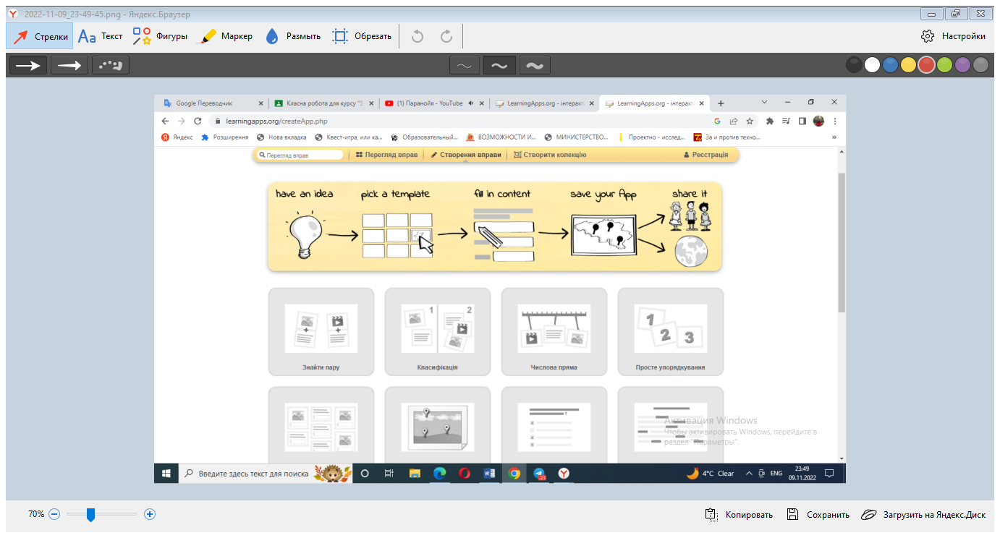 2022-11-09_23-49-45.png - Яндекс.Браузер
Стрелки Текст Фигуры Маркер Размыть Обрезать Настройки
Google Переводчик Класна робота для курсу "5 (1) Паранойя - YouTube LearningApps.org - інтеракт LearningApps.org - інтеракт
learningapps.org/createApp.php
Яндекс Розширення Нова вкладка Квест-игра, или ка... Образовательный... ВОЗМОЖНОСТИ И... МИНИСТЕРСТВО... Проектно - исслед... За и против техно...
Перегляд вправ Перегляд вправ Створення вправи Створити колекцію Реєстрація
have an idea pick a template fill in content save your App share it
1 2 1 2 3
Знайти пару Класифікація Числова пряма Просте упорядкування
Активация Windows
Чтобы активировать Windows, перейдите в
раздел "Параметры".
Введите здесь текст для поиска 4°C Clear ENG 23:49
09.11.2022
70% Копировать Сохранить Загрузить на Яндекс.Диск